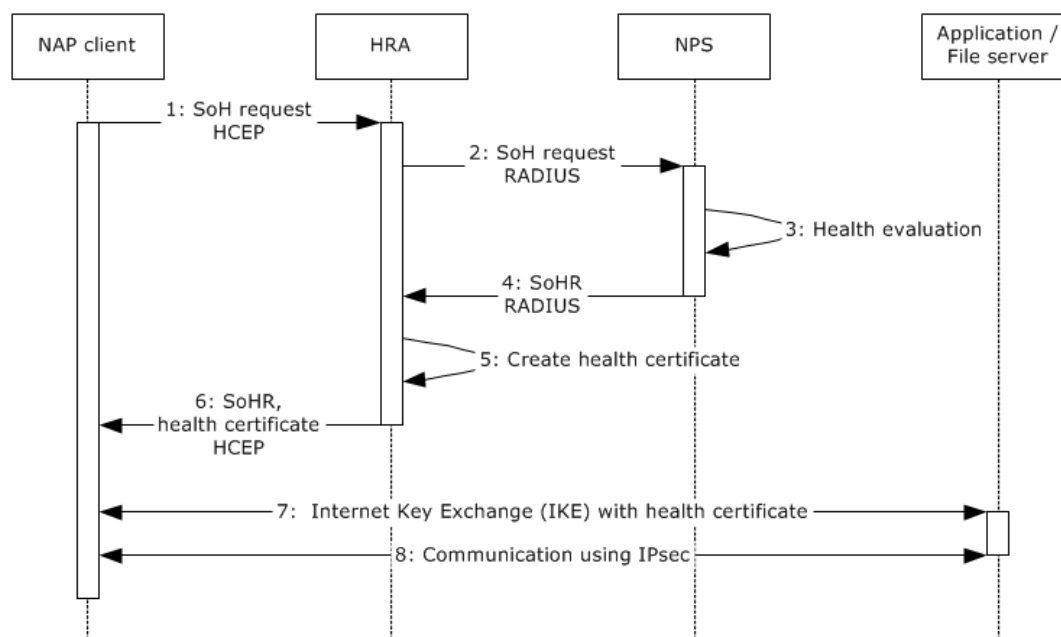 NAP client
HRA
NPS
Application /
File server
1: SoH request
HCEP
2: SoH request
RADIUS
3: Health evaluation
4: SoHR
RADIUS
5: Create health certificate
6: SoHR,
health certificate
HCEP
7:  Internet Key Exchange (IKE) with health certificate
8: Communication using IPsec